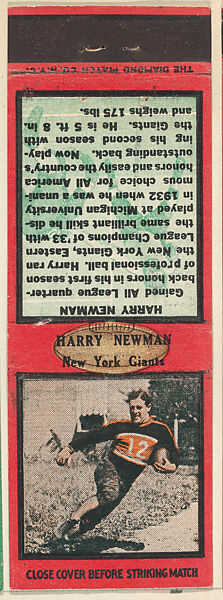 THE DIAMOND MATCH CO. N.Y.C.
HARRY NEWMAN
Gained All League quarter-
back honors in his first season
of professional ball. Harry ran
the New York Giants, Eastern
League Champions of '33, with
the same brilliant skill he dis-
played at Michigan University
in 1932 when he was a unani-
mous choice for All America
honors and easily the country's
outstanding back. Now play-
ing his second season with
the Giants. He is 5 ft. 8 in.
and weighs 175 lbs.
HARRY NEWMAN
New York Giants
12
CLOSE COVER BEFORE STRIKING MATCH